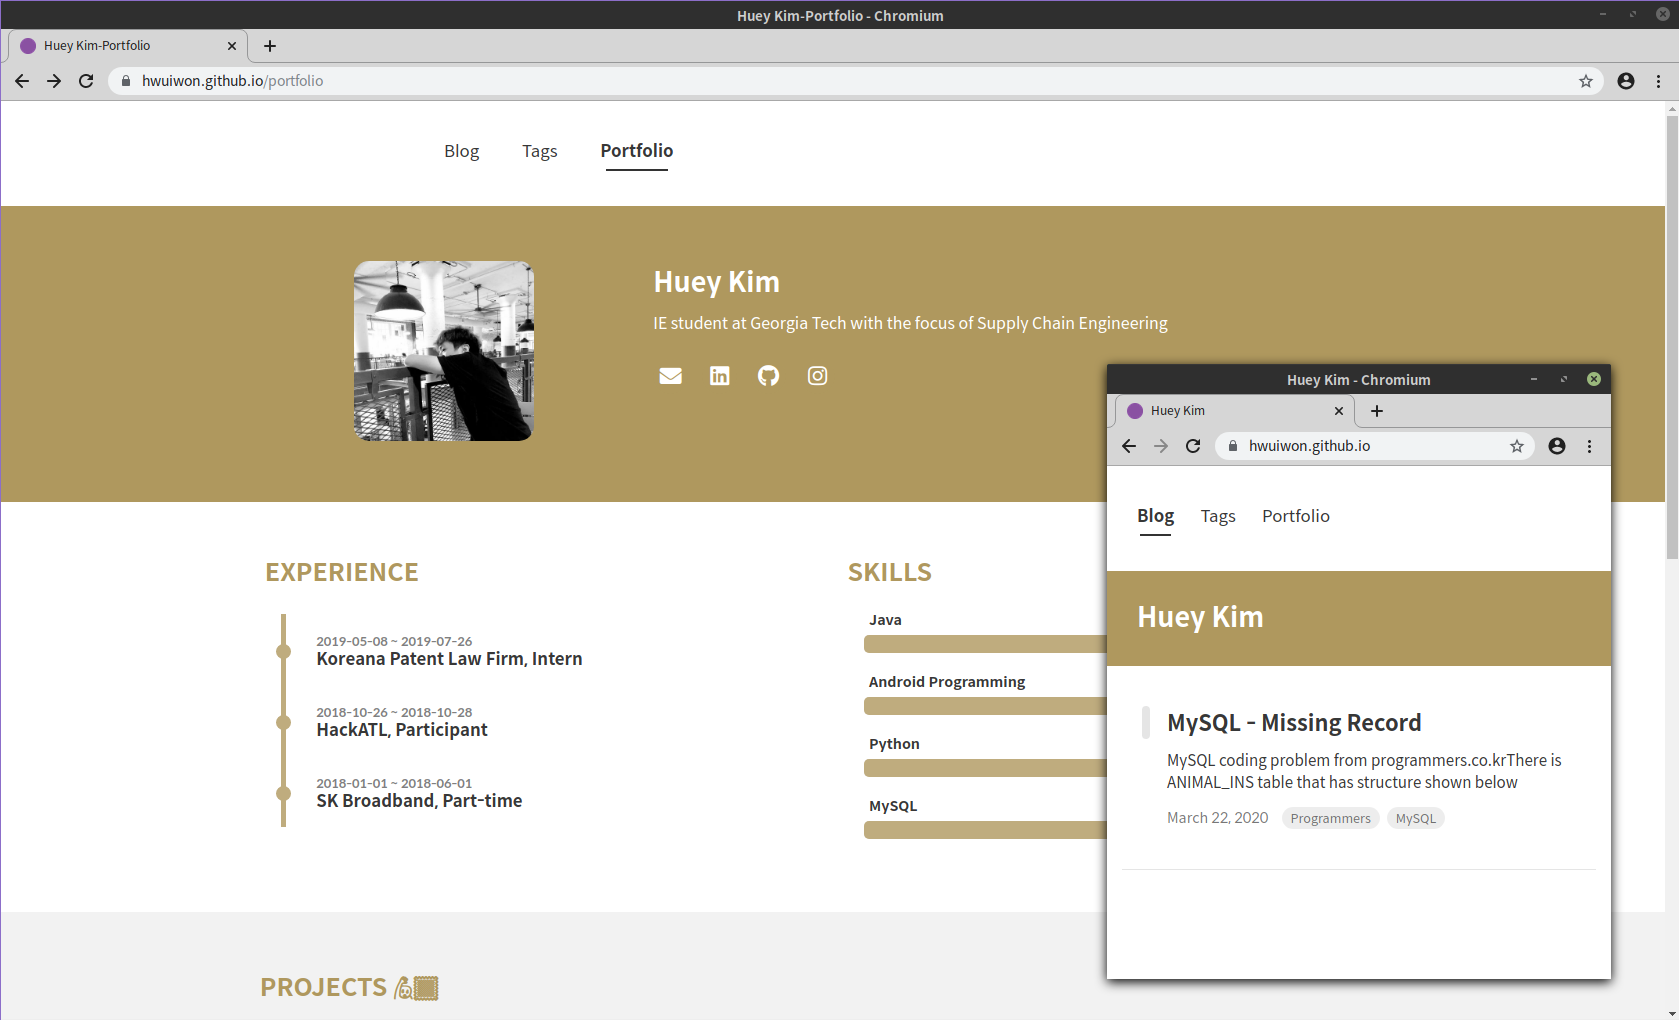 Huey Kim-Portfolio - Chromium
Huey Kim-Portfolio
hwuiwon.github.io/portfolio
Blog Tags Portfolio
Huey Kim
IE student at Georgia Tech with the focus of Supply Chain Engineering
EXPERIENCE
2019-05-08 ~ 2019-07-26
Koreana Patent Law Firm, Intern
2018-10-26 ~ 2018-10-28
HackATL, Participant
2018-01-01 ~ 2018-06-01
SK Broadband, Part-time
SKILLS
Java
Android Programming
Python
MySQL
PROJECTS
Huey Kim - Chromium
Huey Kim
hwuiwon.github.io
Blog Tags Portfolio
Huey Kim
MySQL - Missing Record
MySQL coding problem from programmers.co.krThere is
ANIMAL_INS table that has structure shown below
March 22, 2020 Programmers MySQL